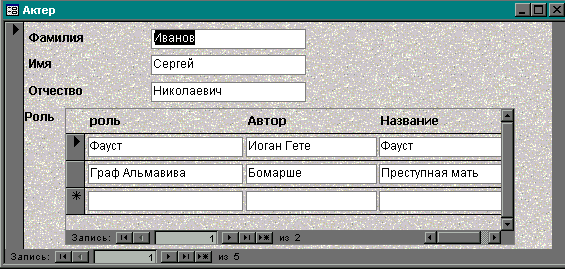 Актер
Фамилия Иванов
Имя Сергей
Отчество Николаевич
Роль
роль Автор Название
Фауст Иоган Гете Фауст
Граф Альмавива Бомарше Преступная мать
Запись: 1 из 2
Запись: 1 из 5